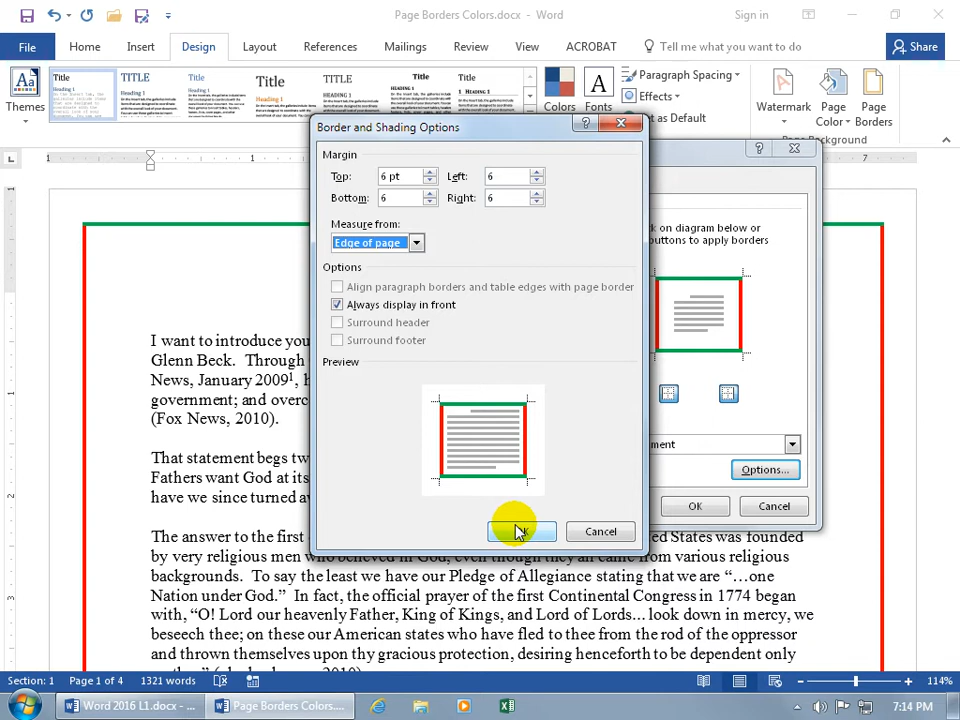 Page Borders Colors.docx - Word
Sign in
File Home Insert Design Layout References Mailings Review View ACROBAT Tell me what you want to do Share
Themes
Title
TITLE
Title
Title
TITLE
Title
Title
Colors
Fonts
Paragraph Spacing
Effects
as Default
Watermark
Page Color
Page Borders
Border and Shading Options
Margin
Top: 6 pt Left: 6
Bottom: 6 Right: 6
Measure from:
Edge of page
Options
Align paragraph borders and table edges with page border
Always display in front
Surround header
Surround footer
Preview
Cancel
k on diagram below or
buttons to apply borders
ment
Options...
OK Cancel
1 1 7
1
1
2
3
I want to introduce you
Glenn Beck. Through
News, January 2009¹, h
government; and overc
(Fox News, 2010).
That statement begs tw
Fathers want God at its
have we since turned aw
The answer to the first ed States was founded
by very religious men who believed in God, even though they all came from various religious
backgrounds. To say the least we have our Pledge of Allegiance stating that we are “…one
Nation under God.” In fact, the official prayer of the first Continental Congress in 1774 began
with, “O! Lord our heavenly Father, King of Kings, and Lord of Lords... look down in mercy, we
beseech thee; on these our American states who have fled to thee from the rod of the oppressor
and thrown themselves upon thy gracious protection, desiring henceforth to be dependent only
Section: 1 Page 1 of 4 1321 words 114%
Word 2016 L1.docx - ... Page Borders Colors.... 7:14 PM